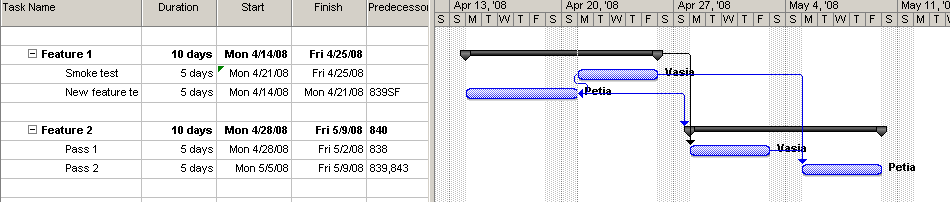 Task Name Duration Start Finish Predecessor Apr 13, '08 Apr 20, '08 Apr 27, '08 May 4, '08 May 11, '0
S S M T W T F S S M T W T F S S M T W T F S S M T W T F S S M T W
Feature 1 10 days Mon 4/14/08 Fri 4/25/08
Smoke test 5 days Mon 4/21/08 Fri 4/25/08 Vasia
New feature te 5 days Mon 4/14/08 Mon 4/21/08 839SF Petia
Feature 2 10 days Mon 4/28/08 Fri 5/9/08 840
Pass 1 5 days Mon 4/28/08 Fri 5/2/08 838 Vasia
Pass 2 5 days Mon 5/5/08 Fri 5/9/08 839,843 Petia